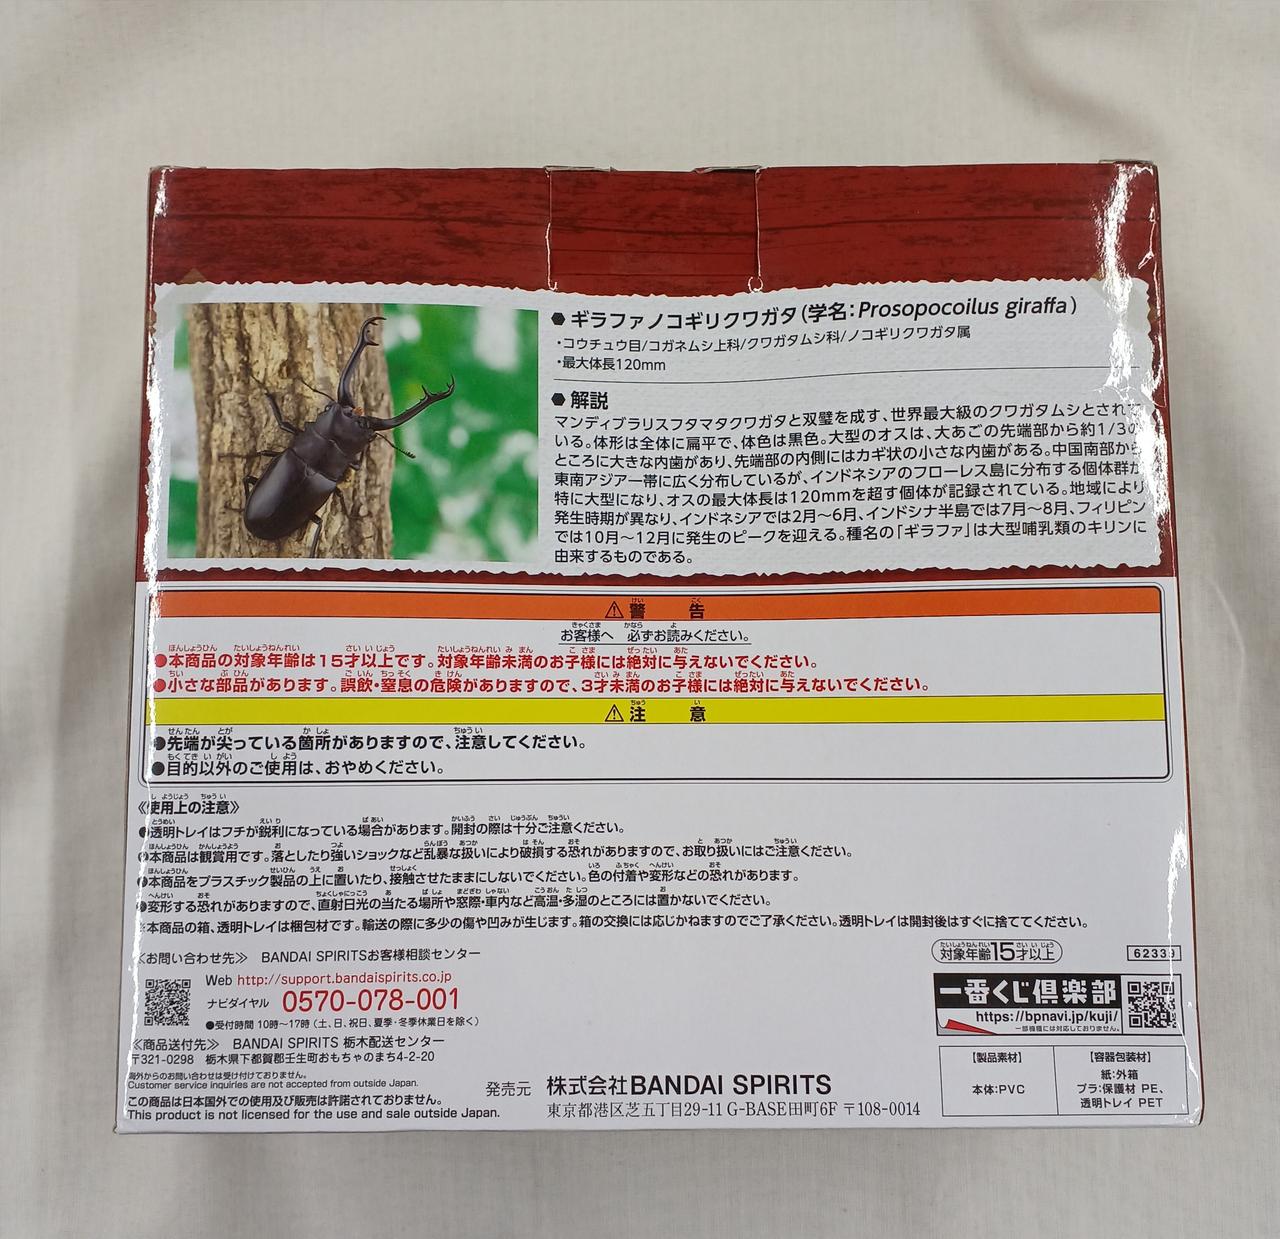 ⬣ギラファノコギリクワガタ(学名:Prosopocoilus giraffa)
・コウチュウ目/コガネムシ上科/クワガタムシ科/ノコギリクワガタ属
・最大体長120mm
⬣解説
マンディブラリスフタマタクワガタと双璧を成す、世界最大級のクワガタムシとされて
いる。体形は全体に扁平で、体色は黒色。大型のオスは、大あごの先端部から約1/3の
ところに大きな内歯があり、先端部の内側にはカギ状の小さな内歯がある。中国南部から
東南アジア一帯に広く分布しているが、インドネシアのフローレス島に分布する個体群が
特に大型になり、オスの最大体長は120mmを超す個体が記録されている。地域により
発生時期が異なり、インドネシアでは2月～6月、インドシナ半島では7月～8月、フィリピン
では10月～12月に発生のピークを迎える。種名の「ギラファ」は大型哺乳類のキリンに
由来するものである。
⚠警告
お客様へ 必ずお読みください。
●本商品の対象年齢は15才以上です。対象年齢未満のお子様には絶対に与えないでください。
●小さな部品があります。誤飲・窒息の危険がありますので、3才未満のお子様には絶対に与えないでください。
⚠注意
●先端が尖っている箇所がありますので、注意してください。
●目的以外のご使用は、おやめください。
《使用上の注意》
●透明トレイはフチが鋭利になっている場合があります。開封の際は十分ご注意ください。
●本商品は観賞用です。落としたり強いショックなど乱暴な扱いにより破損する恐れがありますので、お取り扱いにはご注意ください。
●本商品をプラスチック製品の上に置いたり、接触させたままにしないでください。色の付着や変形などの恐れがあります。
●変形する恐れがありますので、直射日光の当たる場所や窓際・車内など高温・多湿のところには置かないでください。
※本商品の箱、透明トレイは梱包材です。輸送の際に多少の傷や凹みが生じます。箱の交換には応じかねますのでご了承ください。透明トレイは開封後はすぐに捨ててください。
《お問い合わせ先》 BANDAI SPIRITSお客様相談センター
Web http://support.bandaispirits.co.jp
ナビダイヤル 0570-078-001
●受付時間 10時～17時(土、日、祝日、夏季・冬季休業日を除く)
《商品送付先》 BANDAI SPIRITS 栃木配送センター
〒321-0298 栃木県下都賀郡壬生町おもちゃのまち4-2-20
海外からのお問い合わせは受け付けておりません。
Customer service inquiries are not accepted from outside Japan.
この商品は日本国外での使用及び販売は許諾されておりません。
This product is not licensed for the use and sale outside Japan.
発売元 株式会社BANDAI SPIRITS
東京都港区芝五丁目29-11 G-BASE田町6F 〒108-0014
対象年齢15才以上
62339
一番くじ倶楽部
https://bpnavi.jp/kuji/
一部機種には対応しておりません。
【製品素材】
本体:PVC
【容器包装材】
紙:外箱
プラ:保護材 PE、
透明トレイ PET